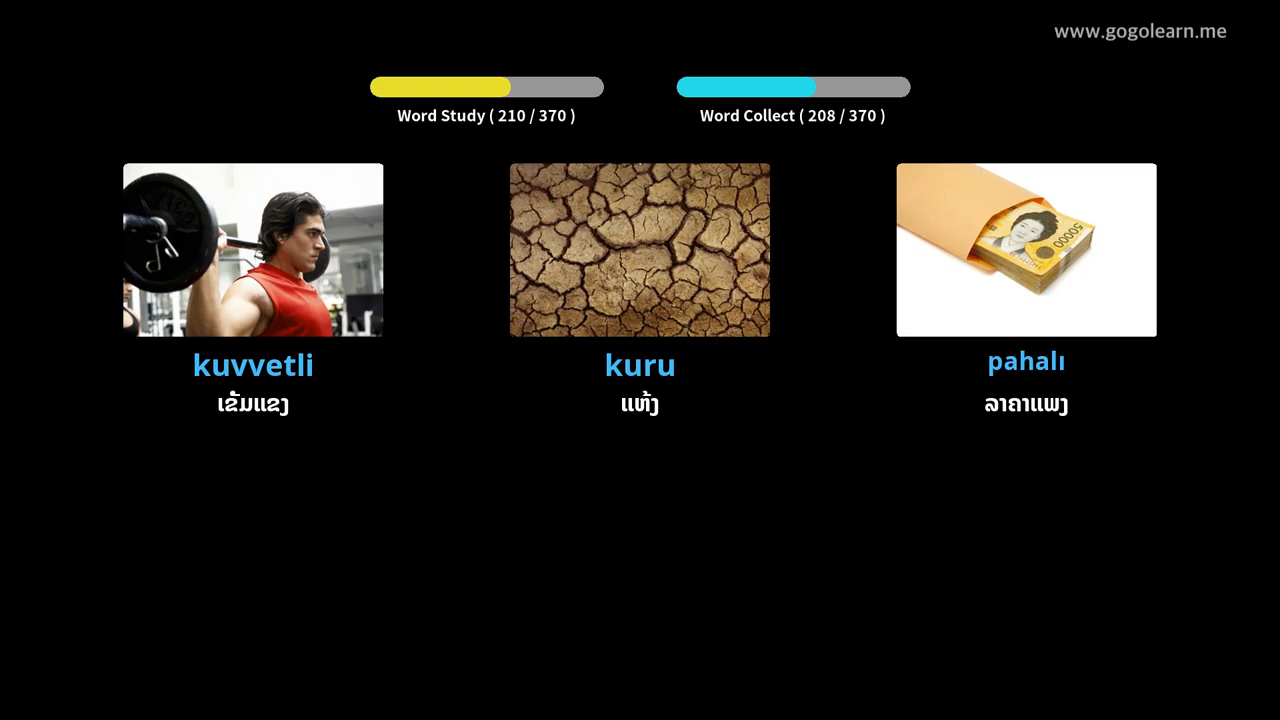 www.gogolearn.me
Word Study ( 210 / 370 )
Word Collect ( 208 / 370 )
kuvvetli
kuru
pahalı
ເຂັ້ມແຂງ
ແຫ້ງ
ລາຄາແພງ
50000